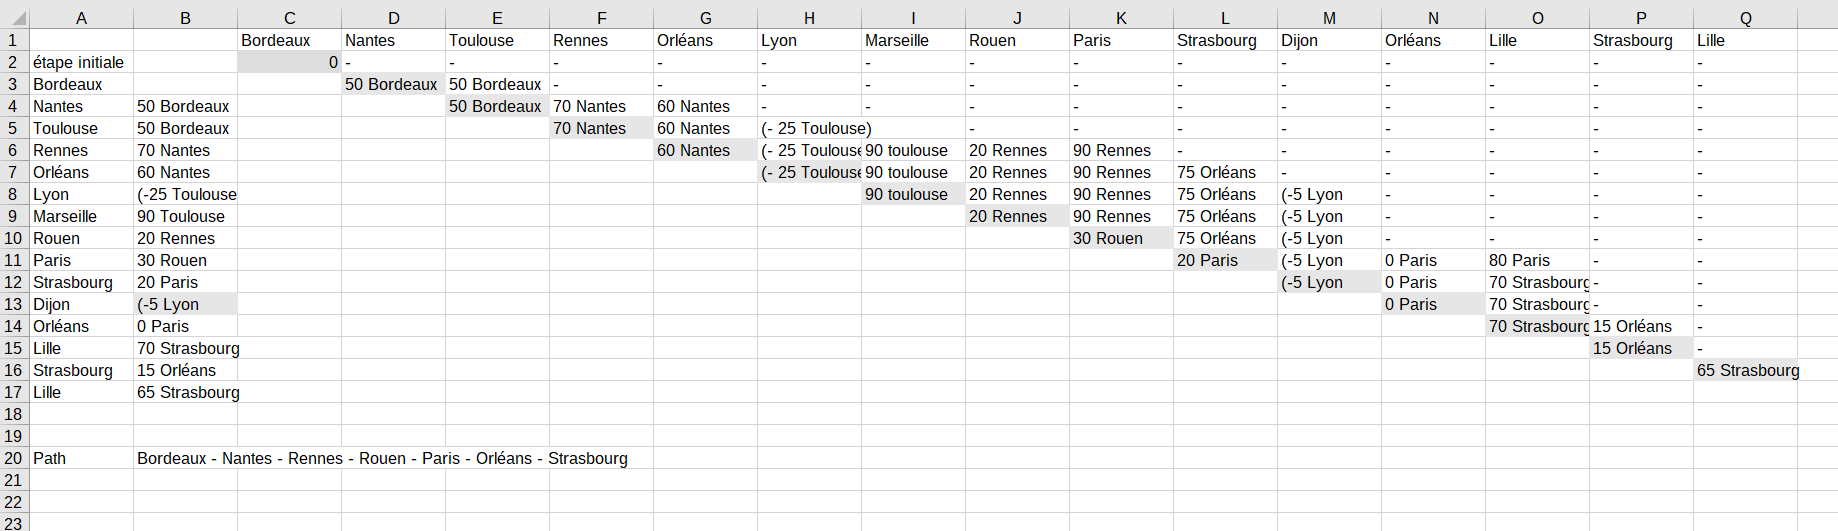 A B C D E F G H I J K L M N O P Q
1 Bordeaux Nantes Toulouse Rennes Orléans Lyon Marseille Rouen Paris Strasbourg Dijon Orléans Lille Strasbourg Lille
2 étape initiale 0 - - - - - - - - - - - - - -
3 Bordeaux 50 Bordeaux 50 Bordeaux - - - - - - - - - - - -
4 Nantes 50 Bordeaux 50 Bordeaux 70 Nantes 60 Nantes - - - - - - - - - -
5 Toulouse 50 Bordeaux 70 Nantes 60 Nantes (- 25 Toulouse) - - - - - - - -
6 Rennes 70 Nantes 60 Nantes (- 25 Toulouse 90 toulouse 20 Rennes 90 Rennes - - - - - -
7 Orléans 60 Nantes (- 25 Toulouse 90 toulouse 20 Rennes 90 Rennes 75 Orléans - - - - -
8 Lyon (-25 Toulouse 90 toulouse 20 Rennes 90 Rennes 75 Orléans (-5 Lyon - - - -
9 Marseille 90 Toulouse 20 Rennes 90 Rennes 75 Orléans (-5 Lyon - - - -
10 Rouen 20 Rennes 30 Rouen 75 Orléans (-5 Lyon - - - -
11 Paris 30 Rouen 20 Paris (-5 Lyon 0 Paris 80 Paris - -
12 Strasbourg 20 Paris (-5 Lyon 0 Paris 70 Strasbourg - -
13 Dijon (-5 Lyon 0 Paris 70 Strasbourg - -
14 Orléans 0 Paris 70 Strasbourg 15 Orléans -
15 Lille 70 Strasbourg 15 Orléans -
16 Strasbourg 15 Orléans 65 Strasbourg
17 Lille 65 Strasbourg
18
19
20 Path Bordeaux - Nantes - Rennes - Rouen - Paris - Orléans - Strasbourg
21
22
23